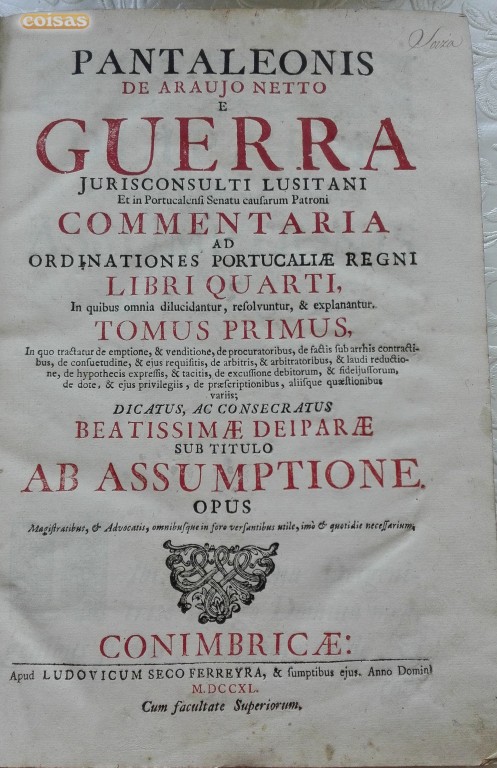 coisas
Souza
PANTALEONIS
DE ARAUJO NETTO
E
GUERRA
JURISCONSULTI LUSITANI
Et in Portucalensi Senatu causarum Patroni
COMMENTARIA
AD
ORDINATIONES PORTUCALIÆ REGNI
LIBRI QUARTI,
In quibus omnia dilucidantur, resolvuntur, & explanantur.
TOMUS PRIMUS,
In quo tractatur de emptione, & venditione, de procuratoribus, de factis sub arrhis contracti-
bus, de consuetudine, & ejus requisitis, de arbitris, & arbitratoribus, & laudi reductio-
ne, de hypothecis expressis, & tacitis, de excussione debitorum, & fideijussorum,
de dote, & ejus privilegiis, de præscriptionibus, aliisque quæstionibus
variis;
DICATUS, AC CONSECRATUS
BEATISSIMÆ DEIPARÆ
SUB TITULO
AB ASSUMPTIONE.
OPUS
Magistratibus, & Advocatis, omnibusque in foro versantibus utile, imò & quotidie necessarium.
CONIMBRICÆ:
Apud LUDOVICUM SECO FERREYRA, & sumptibus ejus. Anno Domini
M.DCCXL.
Cum facultate Superiorum.